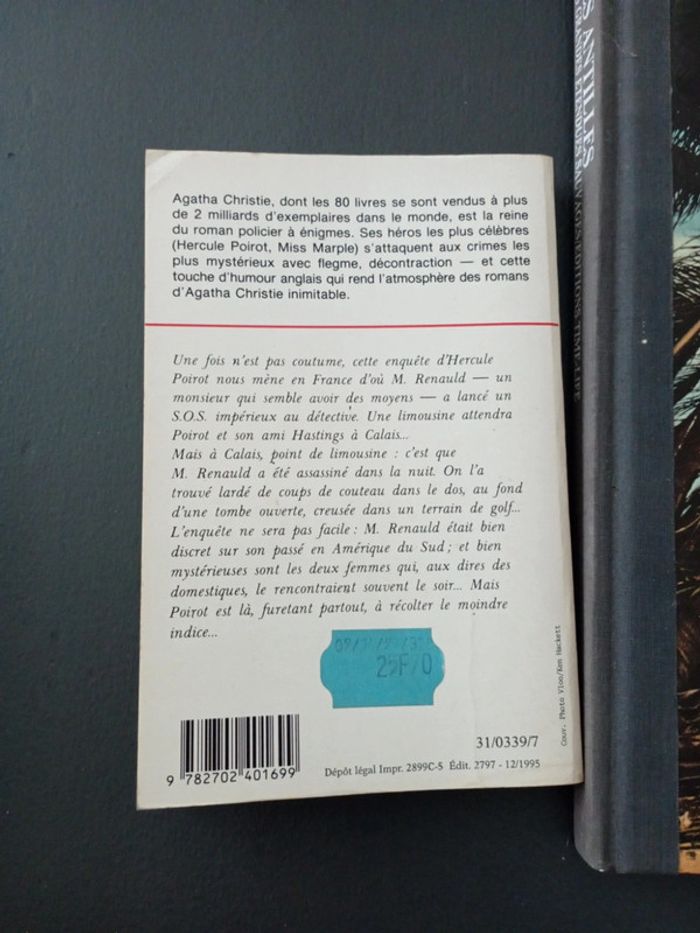 Agatha Christie, dont les 80 livres se sont vendus à plus
de 2 milliards d'exemplaires dans le monde, est la reine
du roman policier à énigmes. Ses héros les plus célèbres
(Hercule Poirot, Miss Marple) s'attaquent aux crimes les
plus mystérieux avec flegme, décontraction — et cette
touche d'humour anglais qui rend l'atmosphère des romans
d'Agatha Christie inimitable.
Une fois n'est pas coutume, cette enquête d'Hercule
Poirot nous mène en France d'où M. Renauld — un
monsieur qui semble avoir des moyens — a lancé un
S.O.S. impérieux au détective. Une limousine attendra
Poirot et son ami Hastings à Calais...
Mais à Calais, point de limousine : c'est que
M. Renauld a été assassiné dans la nuit. On l'a
trouvé lardé de coups de couteau dans le dos, au fond
d'une tombe ouverte, creusée dans un terrain de golf...
L'enquête ne sera pas facile : M. Renauld était bien
discret sur son passé en Amérique du Sud ; et bien
mystérieuses sont les deux femmes qui, aux dires des
domestiques, le rencontraient souvent le soir... Mais
Poirot est là, furetant partout, à récolter le moindre
indice...
25F/0
9 782702 401699
31/0339/7
Dépôt légal Impr. 2899C-5 Édit. 2797 - 12/1995
Couv. Photo Vloo/Ken Hackett
S ANTILLES
SAUVAGES/EDITIONS TIME-LIFE